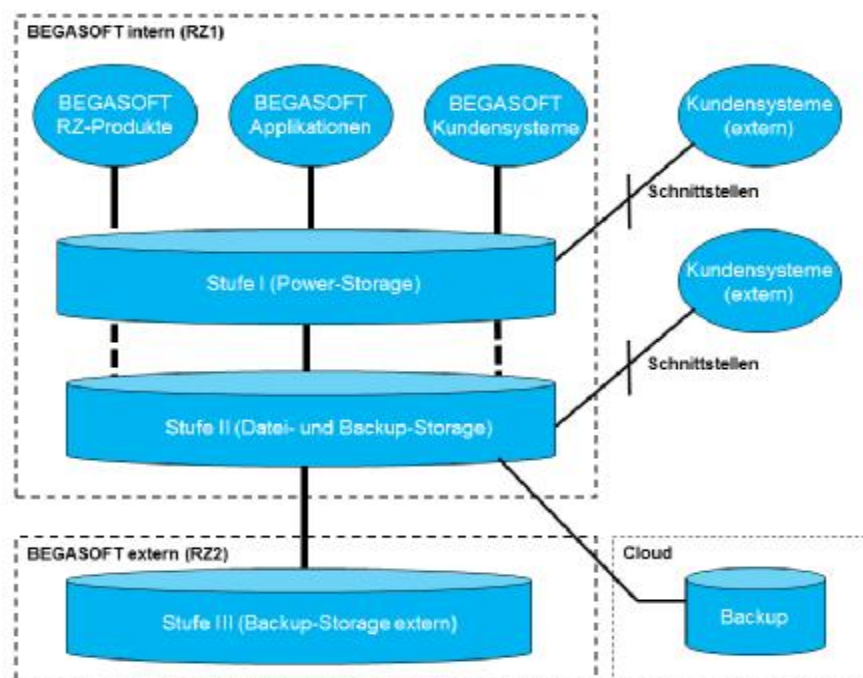 BEGASOFT intern (RZ1)
BEGASOFT
RZ-Produkte
BEGASOFT
Applikationen
BEGASOFT
Kundensysteme
Kundensysteme
(extern)
Schnittstellen
Stufe I (Power-Storage)
Kundensysteme
(extern)
Schnittstellen
Stufe II (Datei- und Backup-Storage)
BEGASOFT extern (RZ2)
Stufe III (Backup-Storage extern)
Cloud
Backup